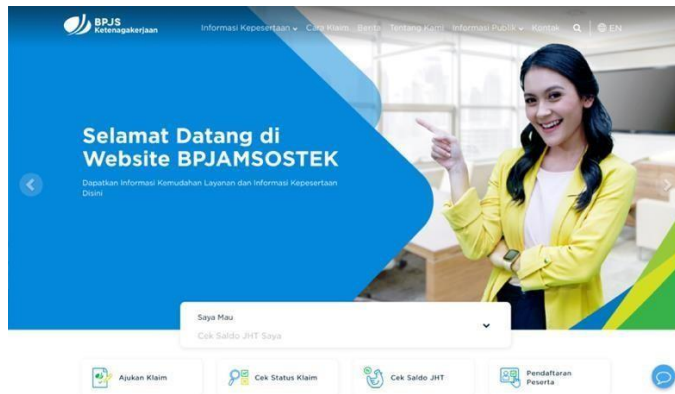 BPJS
Ketenagakerjaan
Informasi Kepesertaan Cara Klaim Berita Tentang Kami Informasi Publik Kontak EN
Selamat Datang di
Website BPJAMSOSTEK
Dapatkan Informasi Kemudahan Layanan dan Informasi Kepesertaan
Disini
Saya Mau
Cek Saldo JHT Saya
Ajukan Klaim Cek Status Klaim Cek Saldo JHT Pendaftaran
Peserta